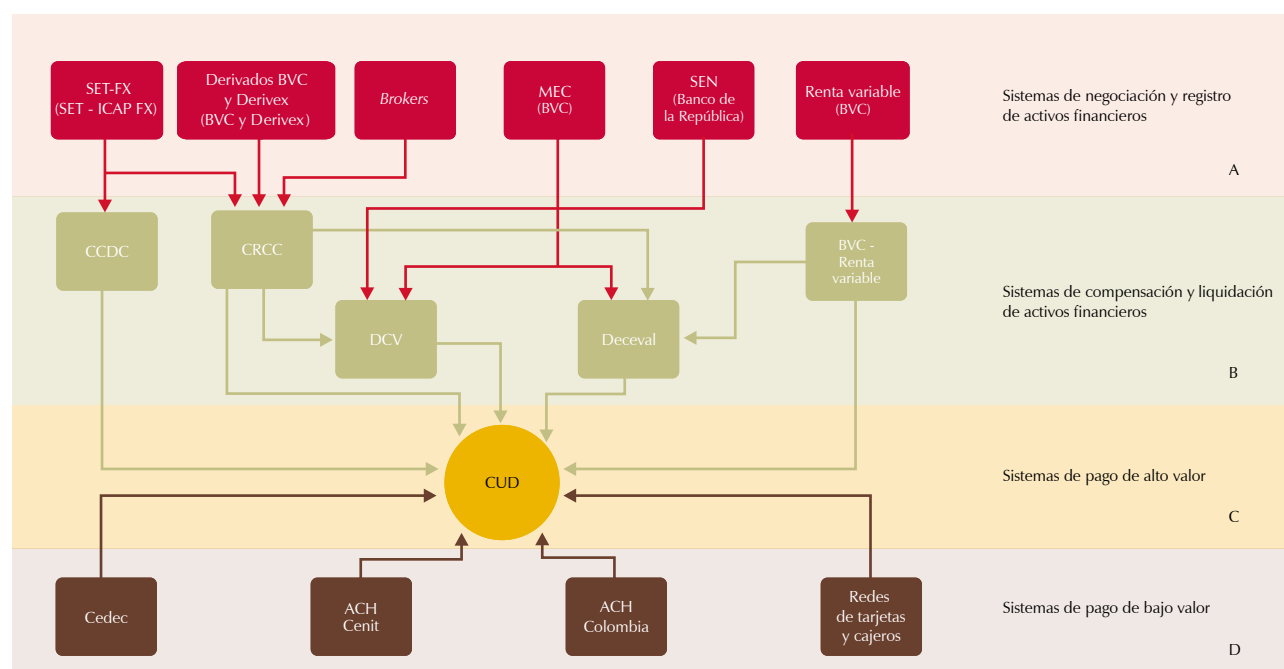 SET-FX
(SET - ICAP FX)
Derivados BVC
y Derivex
(BVC y Derivex)
Brokers
MEC
(BVC)
SEN
(Banco de
la República)
Renta variable
(BVC)
Sistemas de negociación y registro
de activos financieros
A
CCDC
CRCC
BVC -
Renta
variable
DCV
Deceval
Sistemas de compensación y liquidación
de activos financieros
B
CUD
Sistemas de pago de alto valor
C
Cedec
ACH
Cenit
ACH
Colombia
Redes
de tarjetas
y cajeros
Sistemas de pago de bajo valor
D